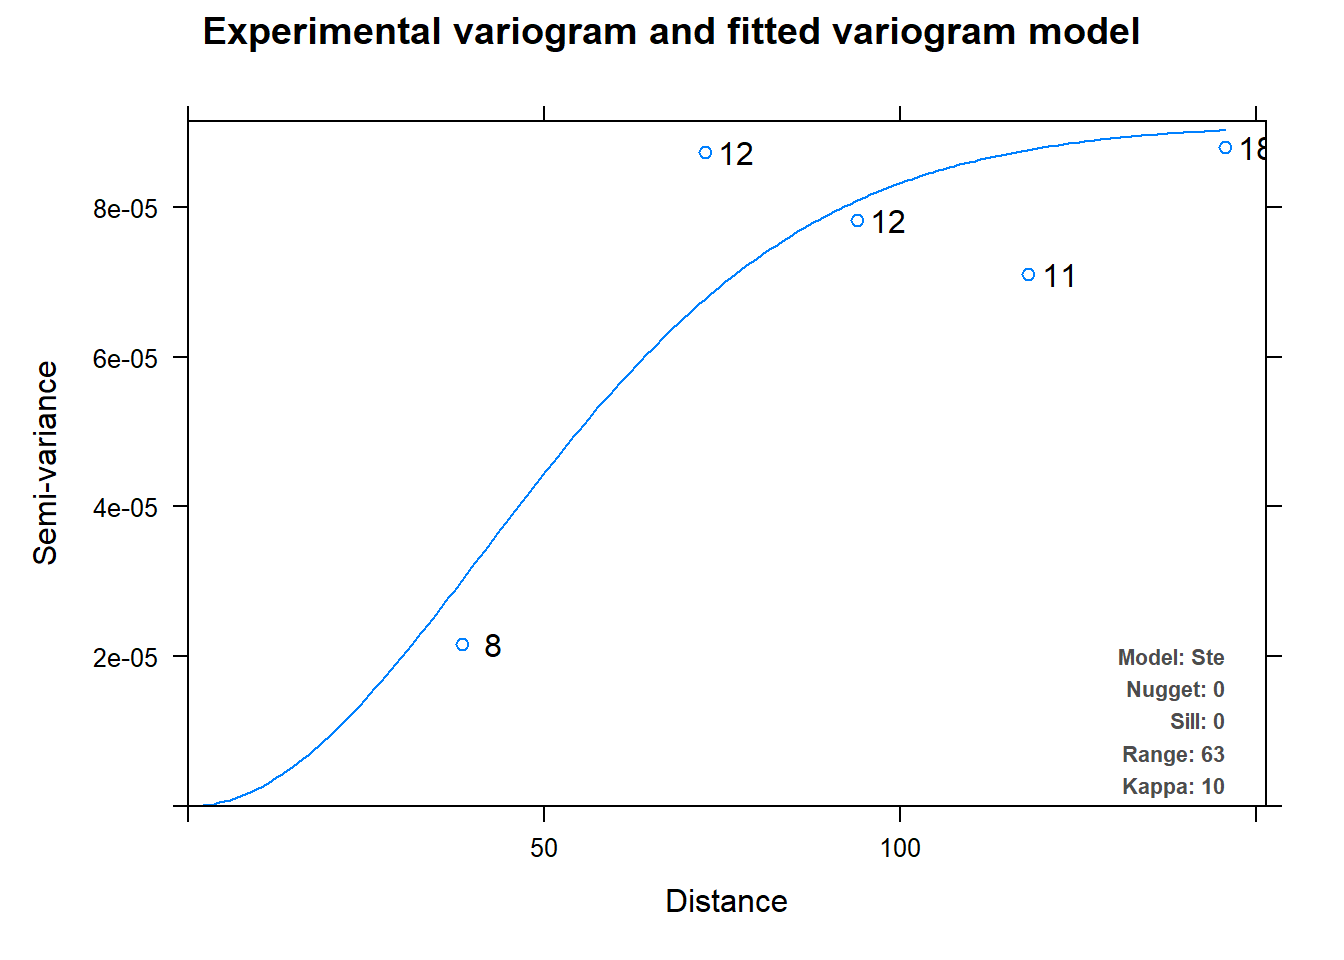 Experimental variogram and fitted variogram model
12
18
8e-05
12
11
6e-05
Semi-variance
4e-05
8
2e-05
Model: Ste
Nugget: 0
Sill: 0
Range: 63
Kappa: 10
50
100
Distance